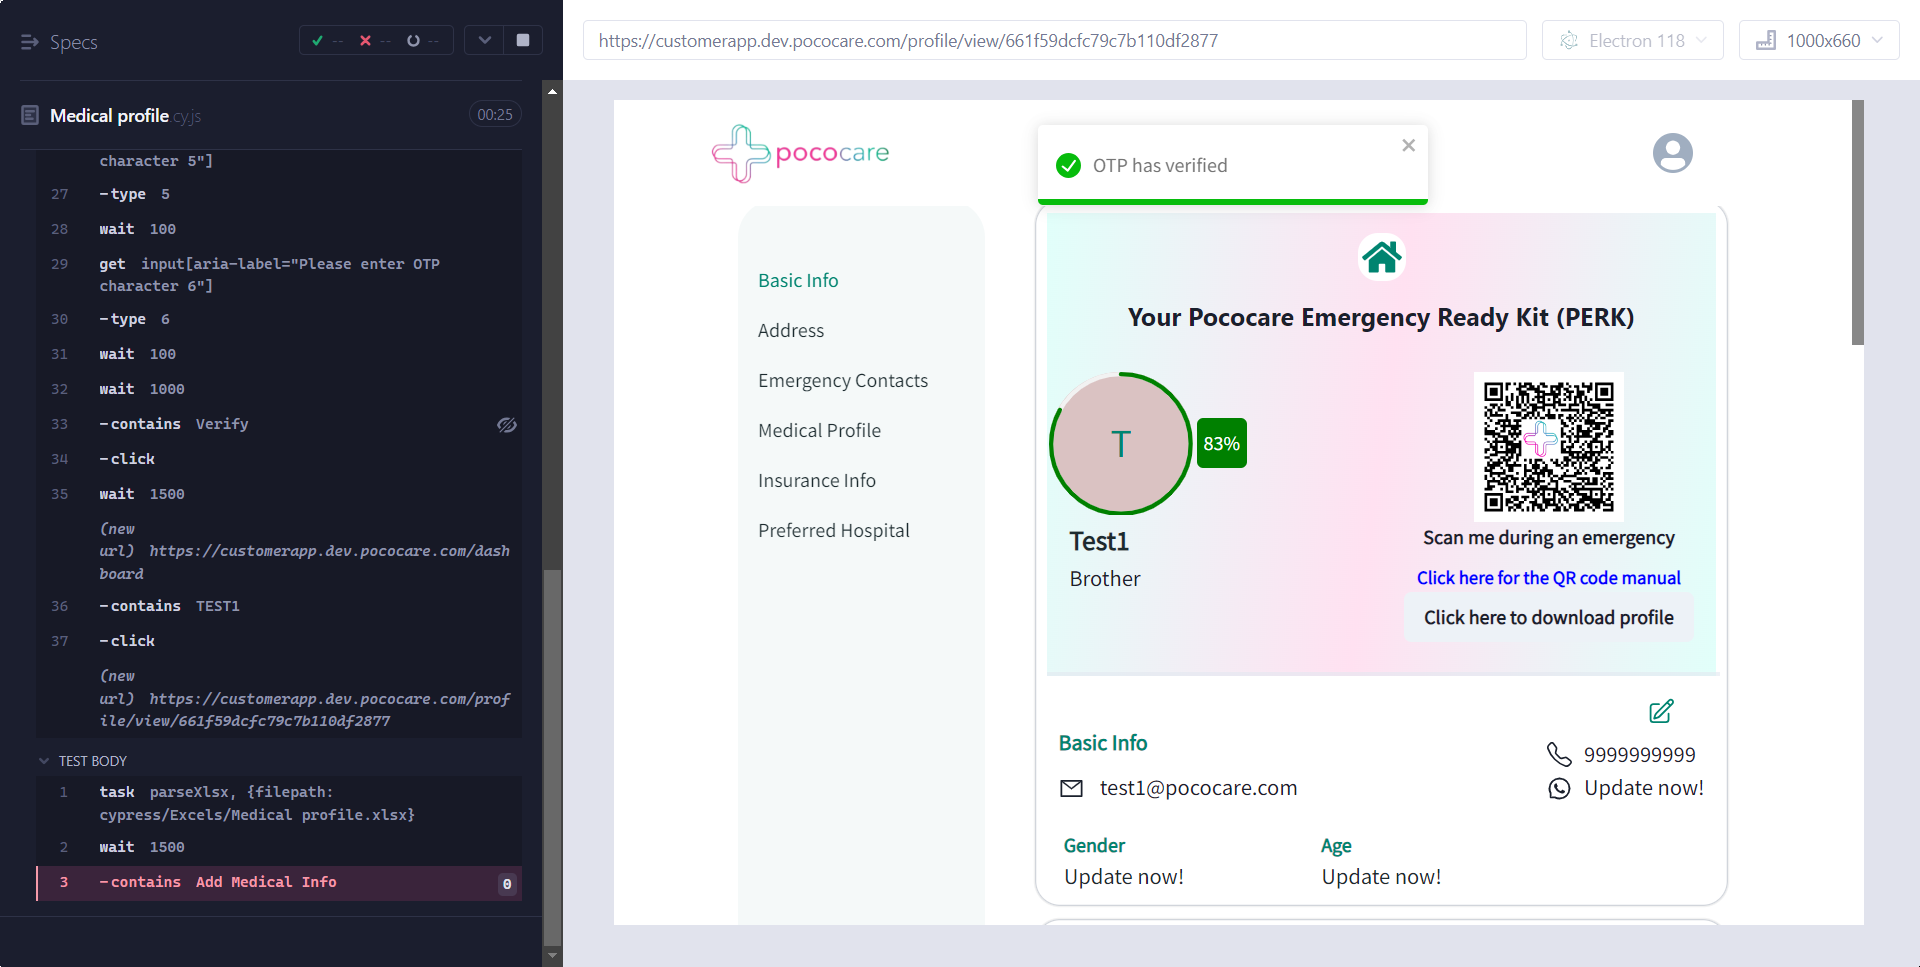 Specs
-- -- --
Medical profile.cy.js 00:25
character 5"]
27 -type 5
28 wait 100
29 get input[aria-label="Please enter OTP
character 6"]
30 -type 6
31 wait 100
32 wait 1000
33 -contains Verify
34 -click
35 wait 1500
(new
url) https://customerapp.dev.pococare.com/dash
board
36 -contains TEST1
37 -click
(new
url) https://customerapp.dev.pococare.com/prof
ile/view/661f59dcfc79c7b110df2877
TEST BODY
1 task parseXlsx, {filepath:
cypress/Excels/Medical profile.xlsx}
2 wait 1500
3 -contains Add Medical Info 0
https://customerapp.dev.pococare.com/profile/view/661f59dcfc79c7b110df2877
Electron 118
1000x660
pococare
OTP has verified
Basic Info
Address
Emergency Contacts
Medical Profile
Insurance Info
Preferred Hospital
Your Pococare Emergency Ready Kit (PERK)
T
83%
Test1
Brother
Scan me during an emergency
Click here for the QR code manual
Click here to download profile
Basic Info
9999999999
test1@pococare.com
Update now!
Gender
Age
Update now!
Update now!